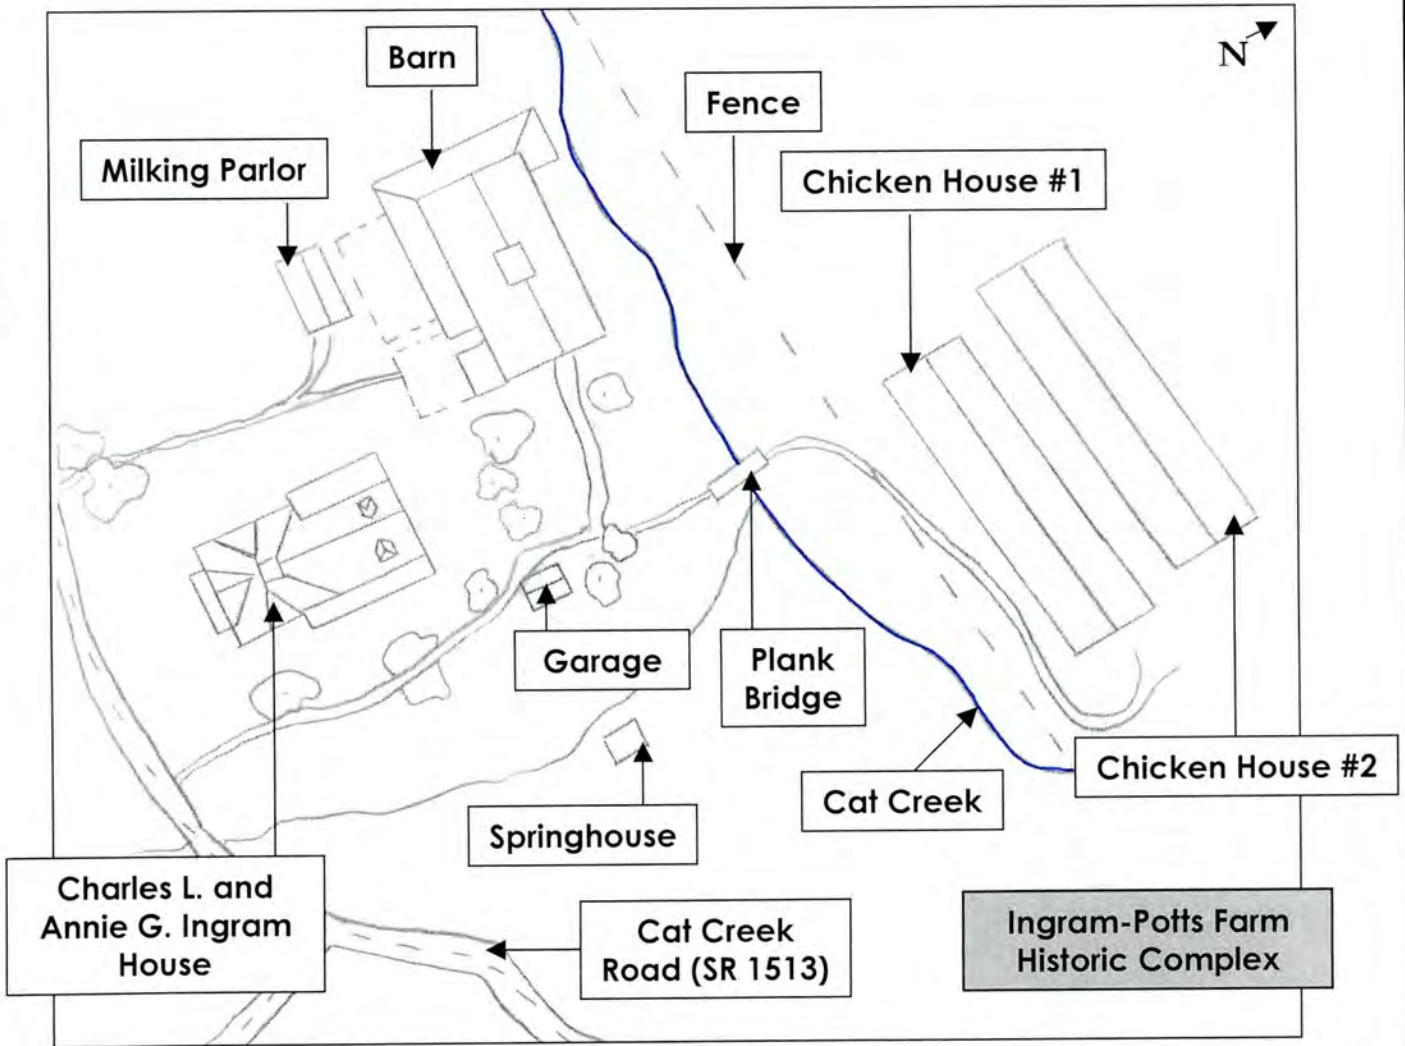 N
Barn
Fence
Milking Parlor
Chicken House #1
Garage
Plank
Bridge
Chicken House #2
Cat Creek
Springhouse
Charles L. and
Annie G. Ingram
House
Cat Creek
Road (SR 1513)
Ingram-Potts Farm
Historic Complex